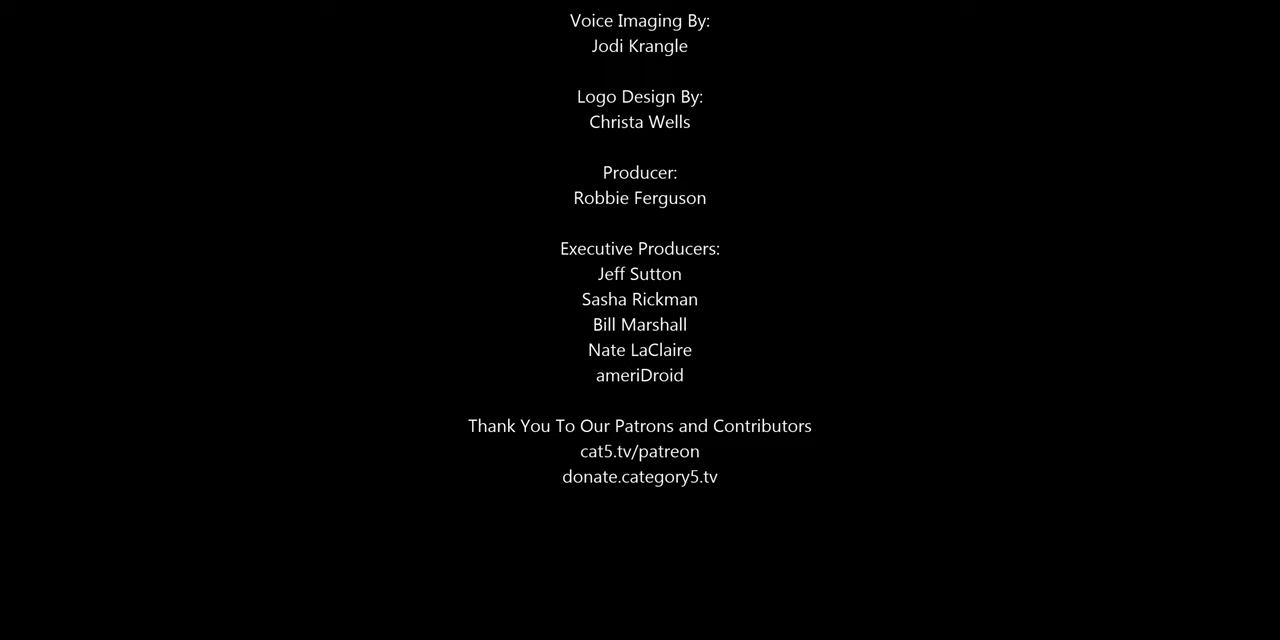 Voice Imaging By:
Jodi Krangle
Logo Design By:
Christa Wells
Producer:
Robbie Ferguson
Executive Producers:
Jeff Sutton
Sasha Rickman
Bill Marshall
Nate LaClaire
ameriDroid
Thank You To Our Patrons and Contributors
cat5.tv/patreon
donate.category5.tv